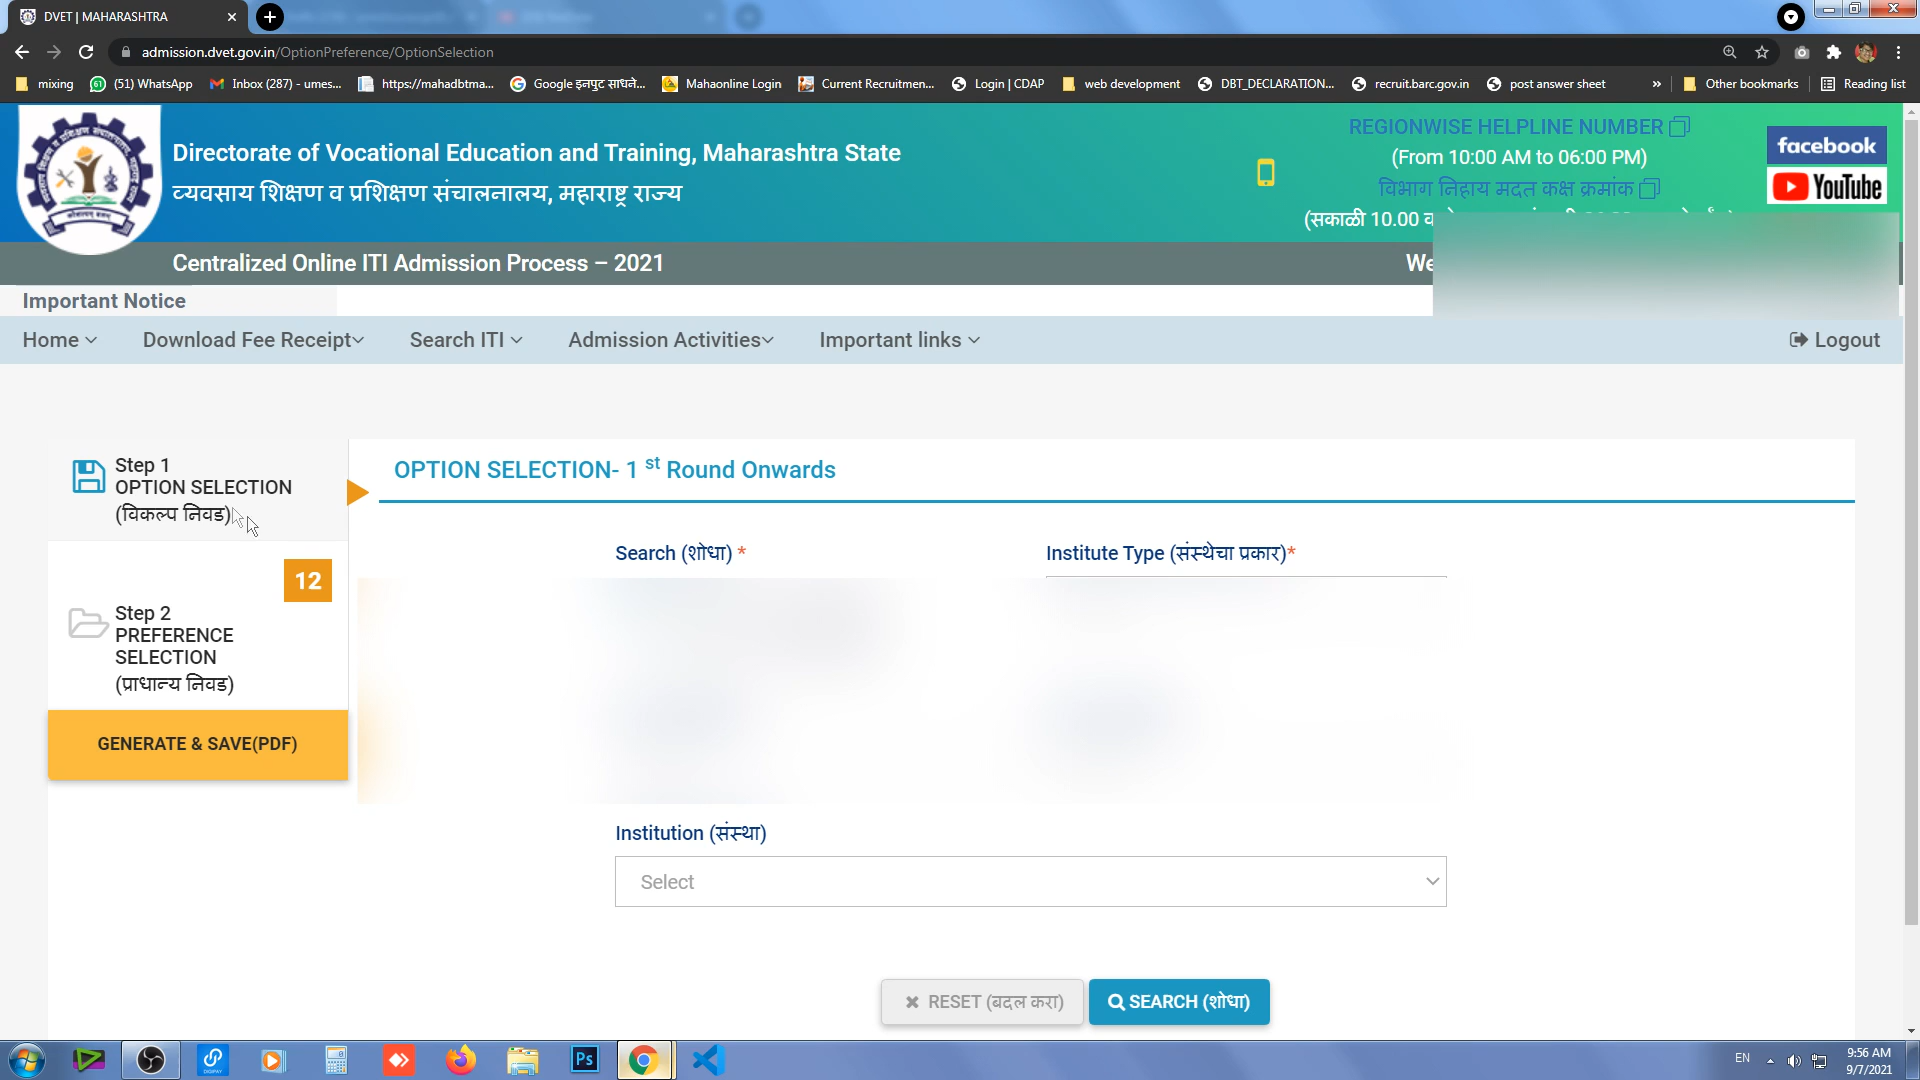 DVET | MAHARASHTRA
admission.dvet.gov.in/OptionPreference/OptionSelection
mixing
(51) WhatsApp
Inbox (287) - umes...
https://mahadbtma...
Google इनपुट साधने...
Mahaonline Login
Current Recruitmen...
Login | CDAP
web development
DBT_DECLARATION...
recruit.barc.gov.in
post answer sheet
»
Other bookmarks
Reading list
Directorate of Vocational Education and Training, Maharashtra State
व्यवसाय शिक्षण व प्रशिक्षण संचालनालय, महाराष्ट्र राज्य
REGIONWISE HELPLINE NUMBER
(From 10:00 AM to 06:00 PM)
विभाग निहाय मदत कक्ष क्रमांक
(सकाळी 10.00 व
facebook
YouTube
Centralized Online ITI Admission Process – 2021
We
Important Notice
Home
Download Fee Receipt
Search ITI
Admission Activities
Important links
Logout
Step 1
OPTION SELECTION
(विकल्प निवड)
12
Step 2
PREFERENCE
SELECTION
(प्राधान्य निवड)
GENERATE & SAVE(PDF)
OPTION SELECTION- 1 st Round Onwards
Search (शोधा) *
Institute Type (संस्थेचा प्रकार)*
Institution (संस्था)
Select
RESET (बदल करा)
SEARCH (शोधा)
DIGIPAY
Ps
EN
9:56 AM
9/7/2021